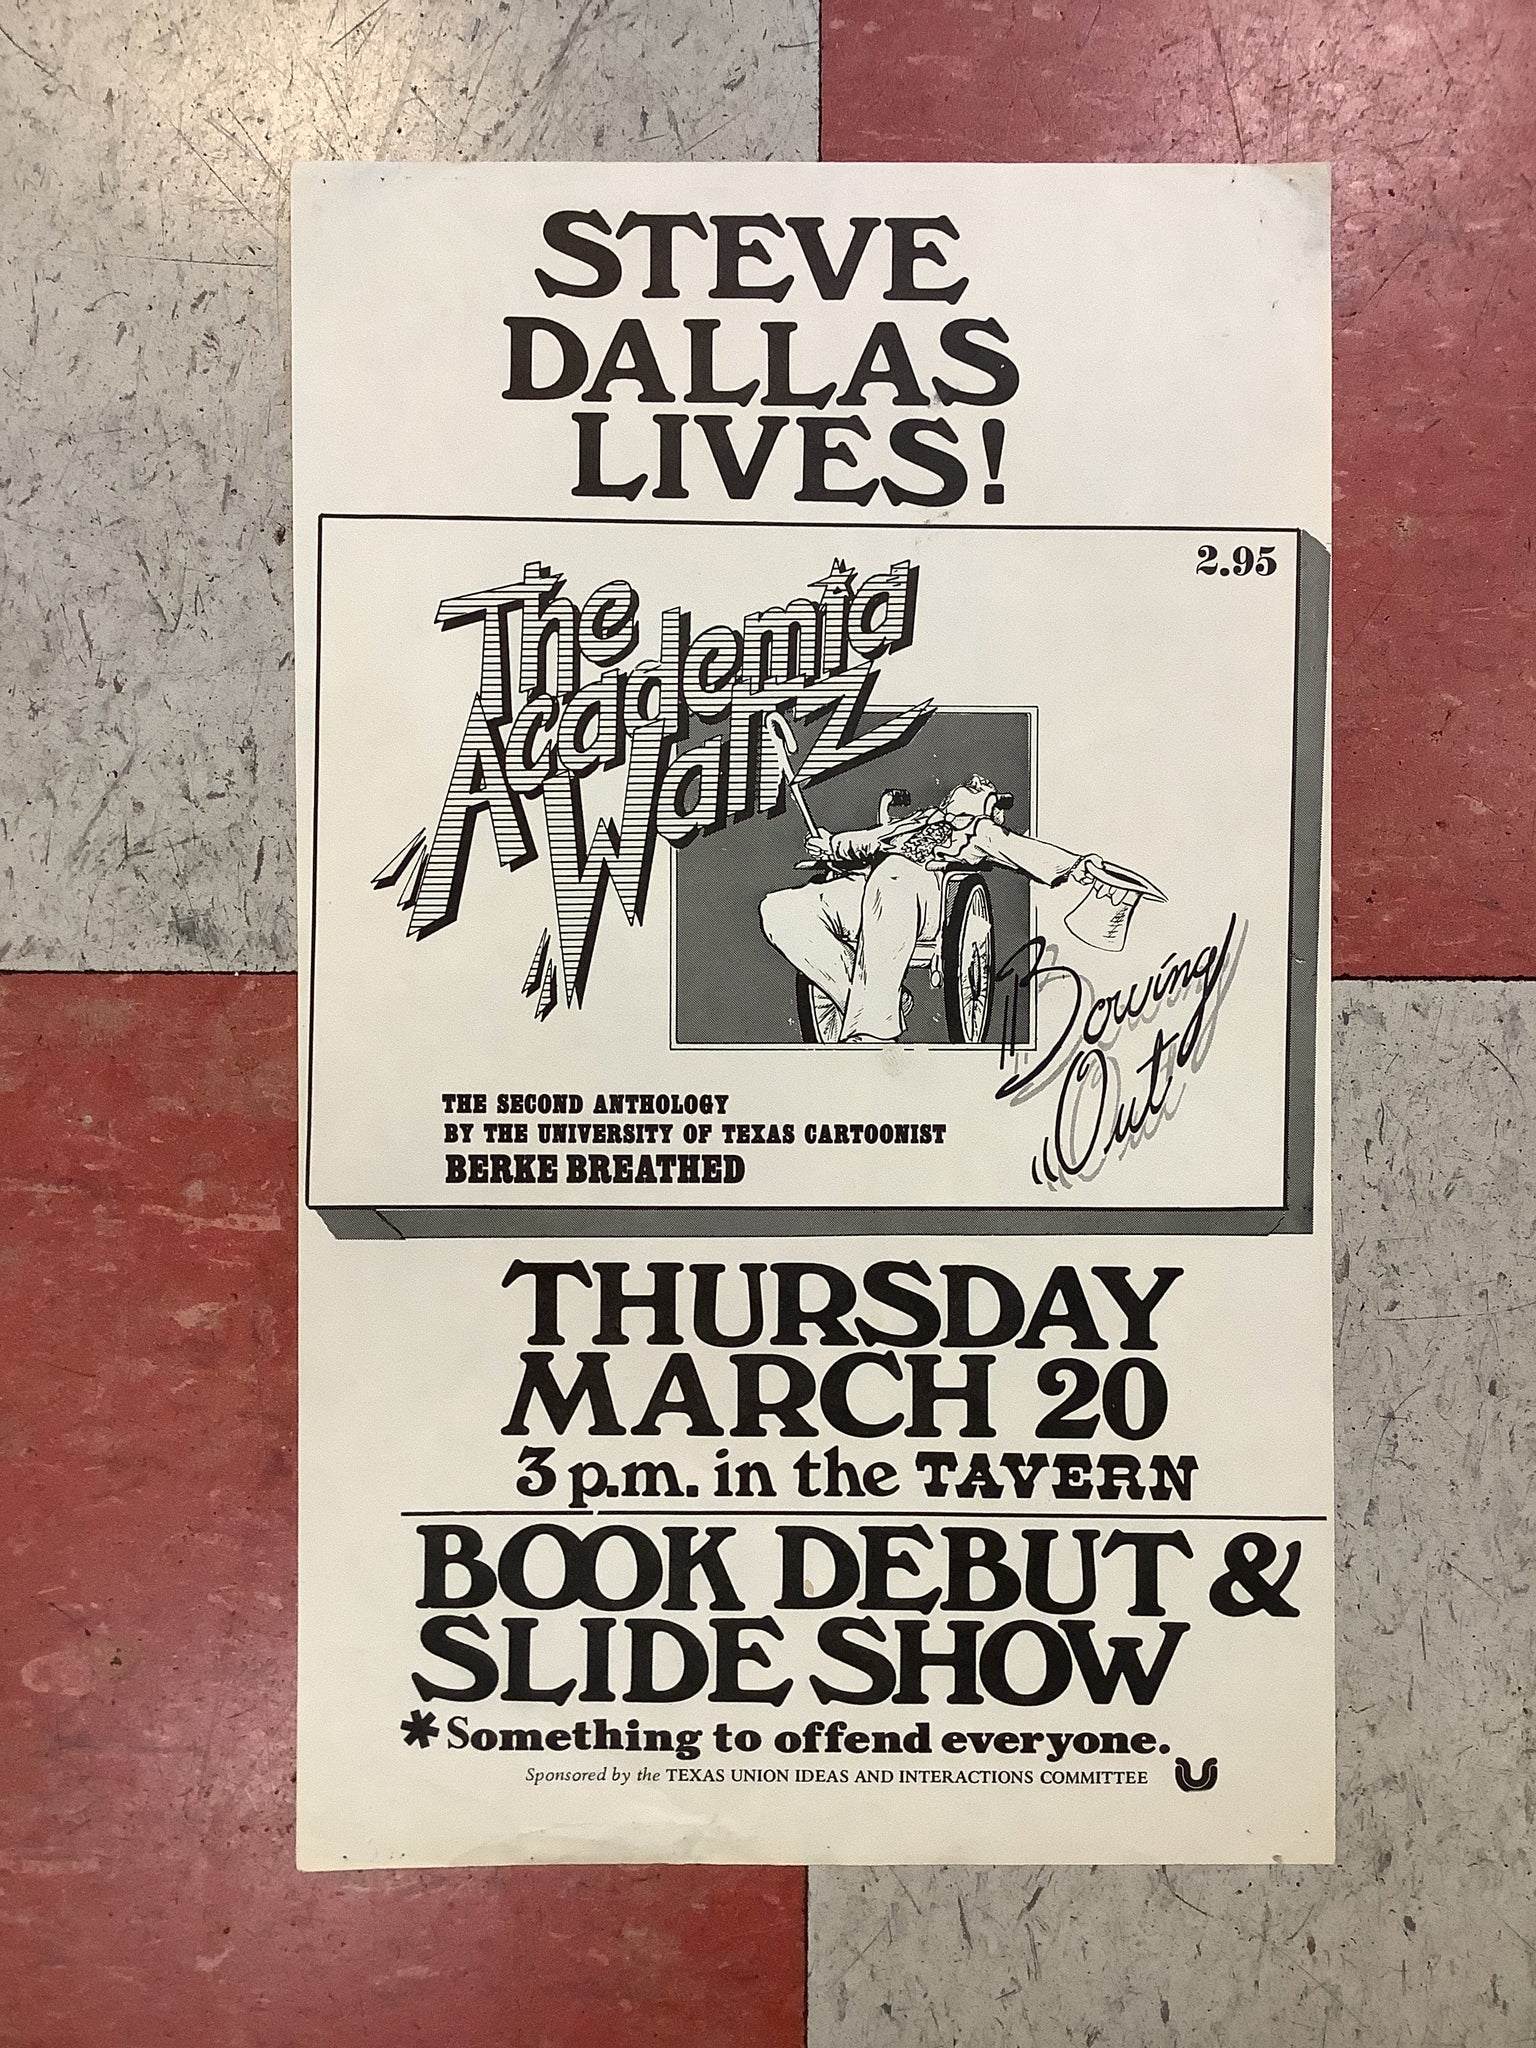 STEVE
DALLAS
LIVES!
2.95
The
Academia
Waltz
Bowing
Out
THE SECOND ANTHOLOGY
BY THE UNIVERSITY OF TEXAS CARTOONIST
BERKE BREATHED
THURSDAY
MARCH 20
3 p.m. in the TAVERN
BOOK DEBUT &
SLIDE SHOW
*Something to offend everyone.
Sponsored by the TEXAS UNION IDEAS AND INTERACTIONS COMMITTEE